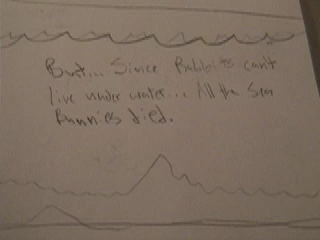 But... Since Rabbits can't
live under water... All the Sea
Bunnies died.